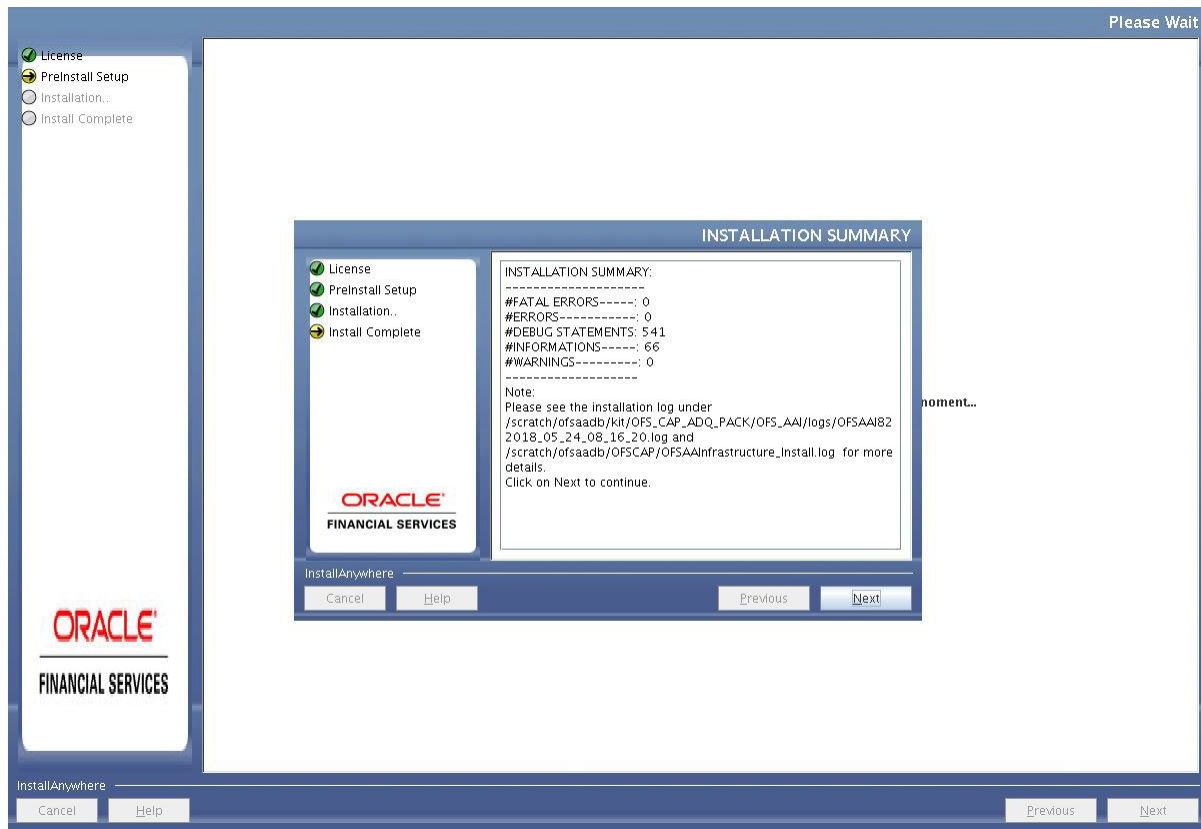 Please Wait
License
PreInstall Setup
Installation..
Install Complete
INSTALLATION SUMMARY
License
PreInstall Setup
Installation..
Install Complete
INSTALLATION SUMMARY:
--------------------
#FATAL ERRORS-----: 0
#ERRORS-----------: 0
#DEBUG STATEMENTS: 541
#INFORMATIONS-----: 66
#WARNINGS---------: 0
-------------------
Note:
Please see the installation log under
/scratch/ofsaadb/kit/OFS_CAP_ADQ_PACK/OFS_AAI/logs/OFSAAI82
2018_05_24_08_16_20.log and
/scratch/ofsaadb/OFSCAP/OFSAAInfrastructure_Install.log for more
details.
Click on Next to continue.
noment...
ORACLE
FINANCIAL SERVICES
InstallAnywhere
Cancel Help Previous Next
ORACLE
FINANCIAL SERVICES
InstallAnywhere
Cancel Help Previous Next